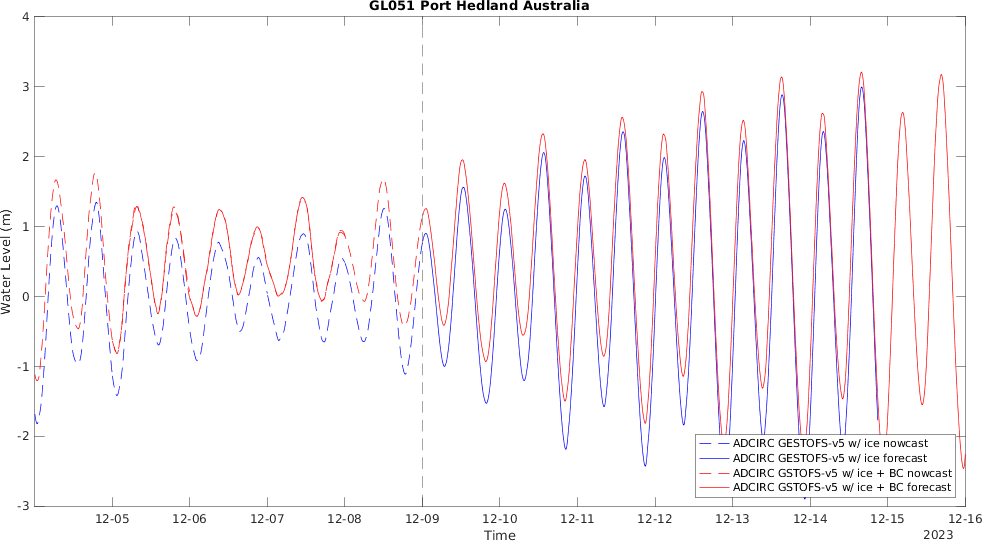 GL051 Port Hedland Australia
4
3
2
1
0
-1
-2
-3
Water Level (m)
ADCIRC GESTOFS-v5 w/ ice nowcast
ADCIRC GESTOFS-v5 w/ ice forecast
ADCIRC GSTOFS-v5 w/ ice + BC nowcast
ADCIRC GSTOFS-v5 w/ ice + BC forecast
12-05 12-06 12-07 12-08 12-09 12-10 12-11 12-12 12-13 12-14 12-15 12-16
Time
2023